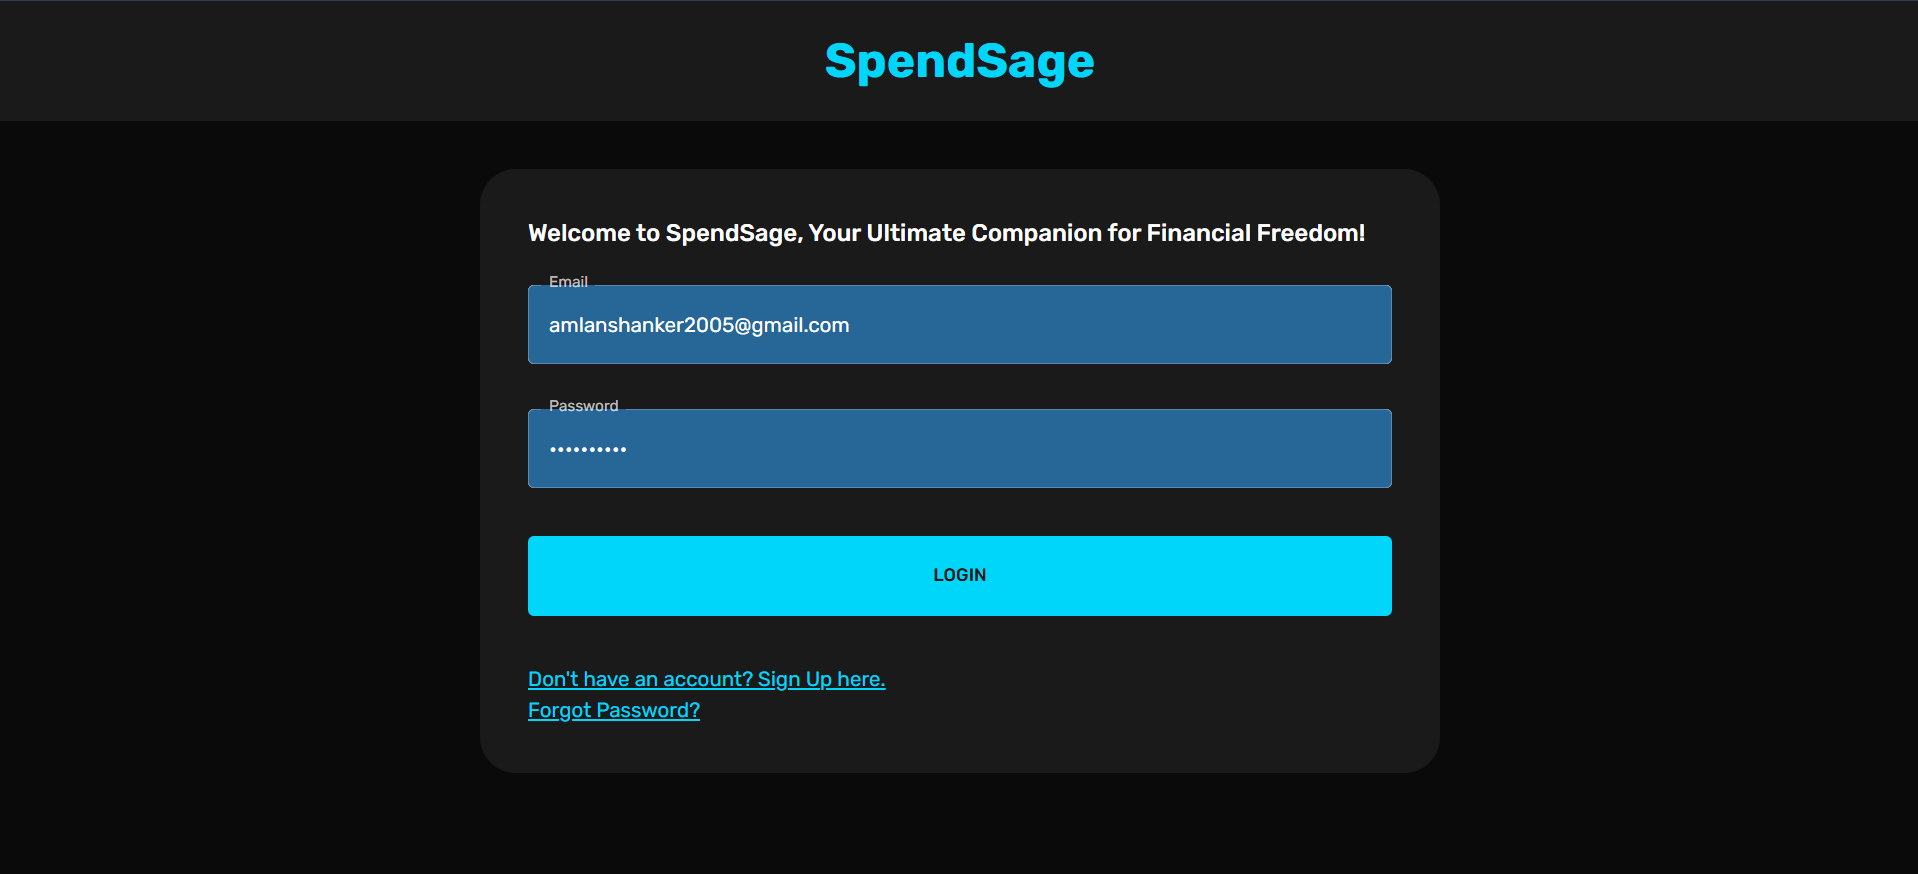 SpendSage
Welcome to SpendSage, Your Ultimate Companion for Financial Freedom!
Email
amlanshanker2005@gmail.com
Password
••••••••••
LOGIN
Don't have an account? Sign Up here.
Forgot Password?